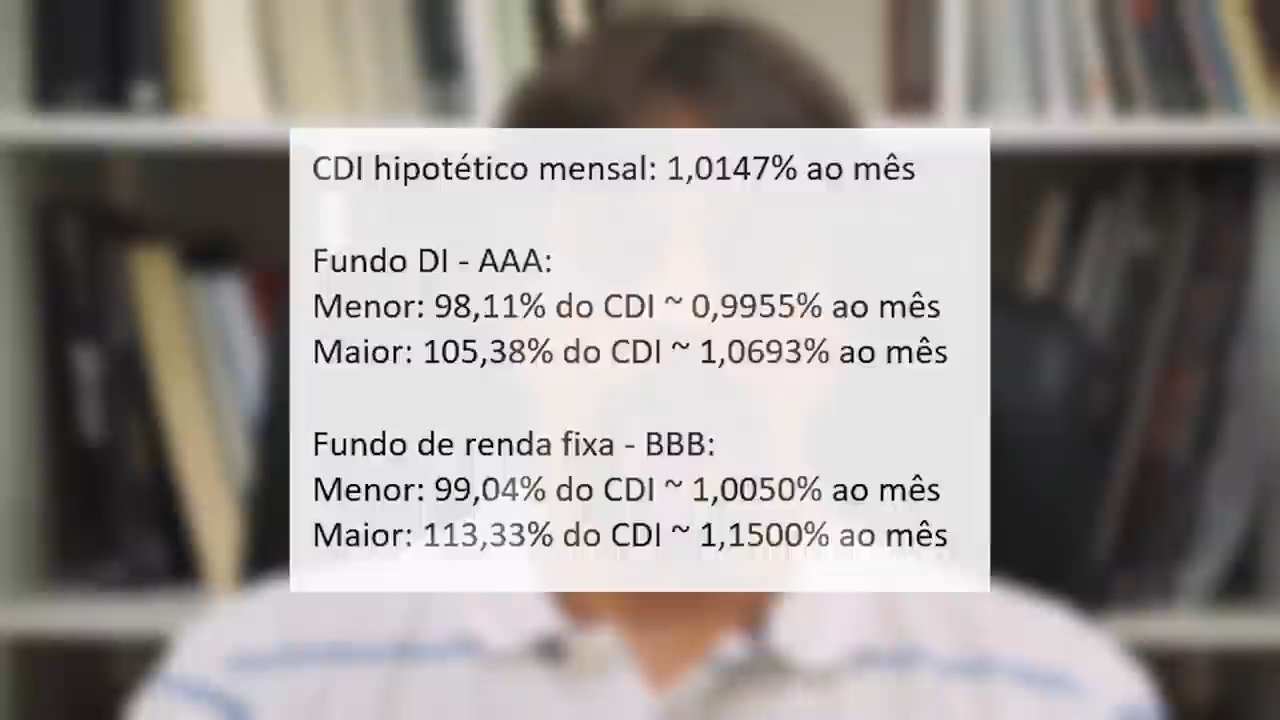 CDI hipotético mensal: 1,0147% ao mês
Fundo DI - AAA:
Menor: 98,11% do CDI ~ 0,9955% ao mês
Maior: 105,38% do CDI ~ 1,0693% ao mês
Fundo de renda fixa - BBB:
Menor: 99,04% do CDI ~ 1,0050% ao mês
Maior: 113,33% do CDI ~ 1,1500% ao mês